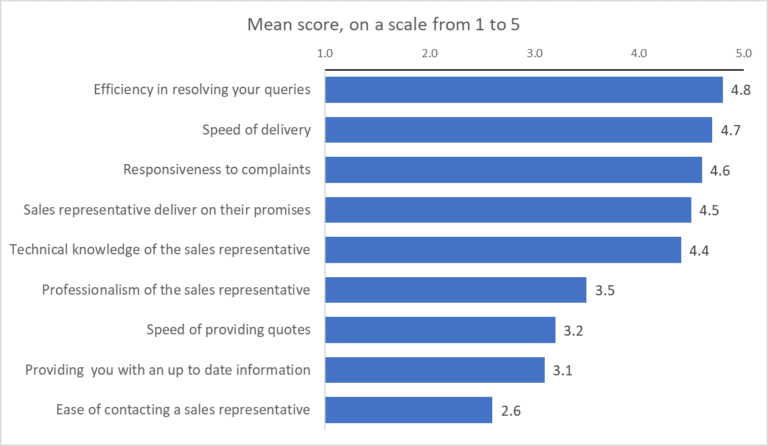 Mean score, on a scale from 1 to 5
1.0 2.0 3.0 4.0 5.0
Efficiency in resolving your queries 4.8
Speed of delivery 4.7
Responsiveness to complaints 4.6
Sales representative deliver on their promises 4.5
Technical knowledge of the sales representative 4.4
Professionalism of the sales representative 3.5
Speed of providing quotes 3.2
Providing  you with an up to date information 3.1
Ease of contacting a sales representative 2.6